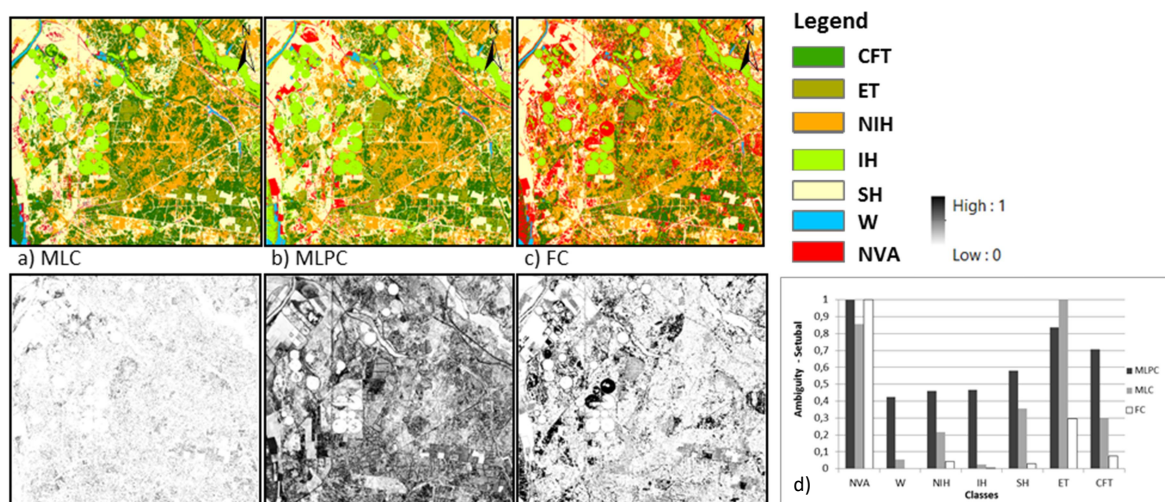 N
N
N
a) MLC
b) MLPC
c) FC
Legend
CFT
ET
NIH
IH
SH
W
NVA
High : 1
Low : 0
Ambiguity - Setubal
1
0,9
0,8
0,7
0,6
0,5
0,4
0,3
0,2
0,1
0
NVA W NIH IH SH ET CFT
Classes
MLPC
MLC
FC
d)